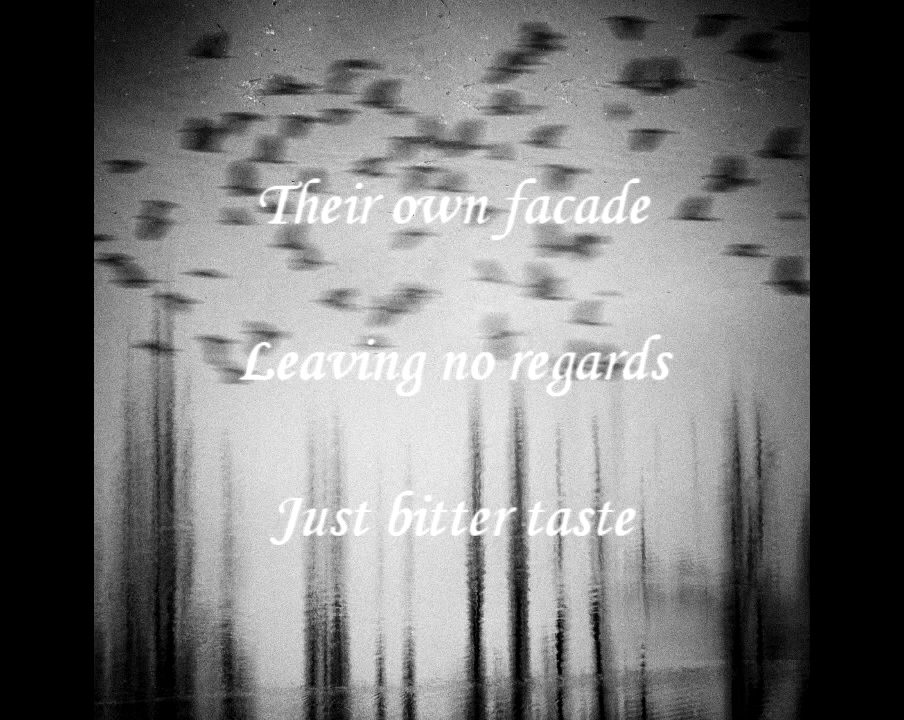 Their own facade
Leaving no regards
Just bitter taste